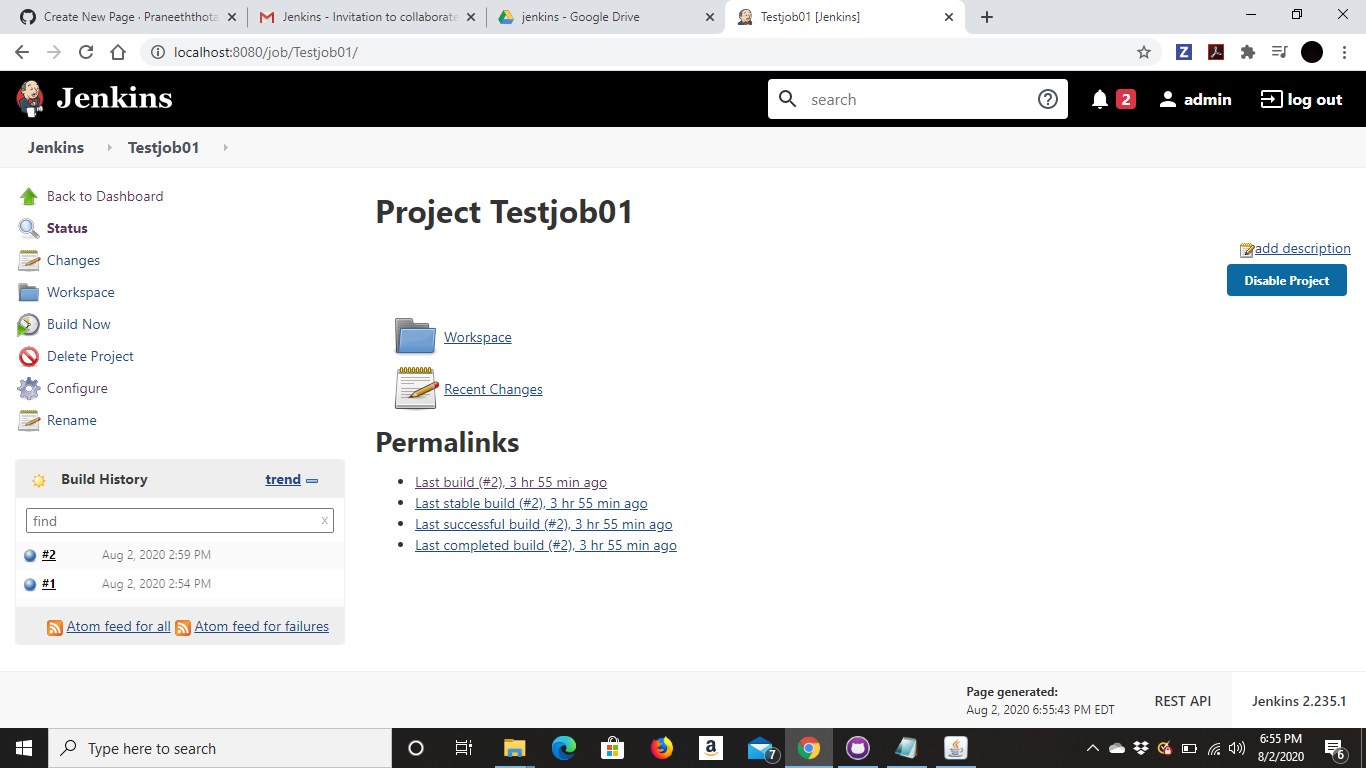 Create New Page · Praneeththota
Jenkins - Invitation to collaborate
jenkins - Google Drive
Testjob01 [Jenkins]
localhost:8080/job/Testjob01/
Jenkins
search
2
admin
log out
Jenkins
Testjob01
Back to Dashboard
Status
Changes
Workspace
Build Now
Delete Project
Configure
Rename
Build History
trend
find
x
#2 Aug 2, 2020 2:59 PM
#1 Aug 2, 2020 2:54 PM
Atom feed for all Atom feed for failures
Project Testjob01
add description
Disable Project
Workspace
Recent Changes
Permalinks
Last build (#2), 3 hr 55 min ago
Last stable build (#2), 3 hr 55 min ago
Last successful build (#2), 3 hr 55 min ago
Last completed build (#2), 3 hr 55 min ago
Page generated:
Aug 2, 2020 6:55:43 PM EDT
REST API
Jenkins 2.235.1
Type here to search
7
6:55 PM
8/2/2020
6